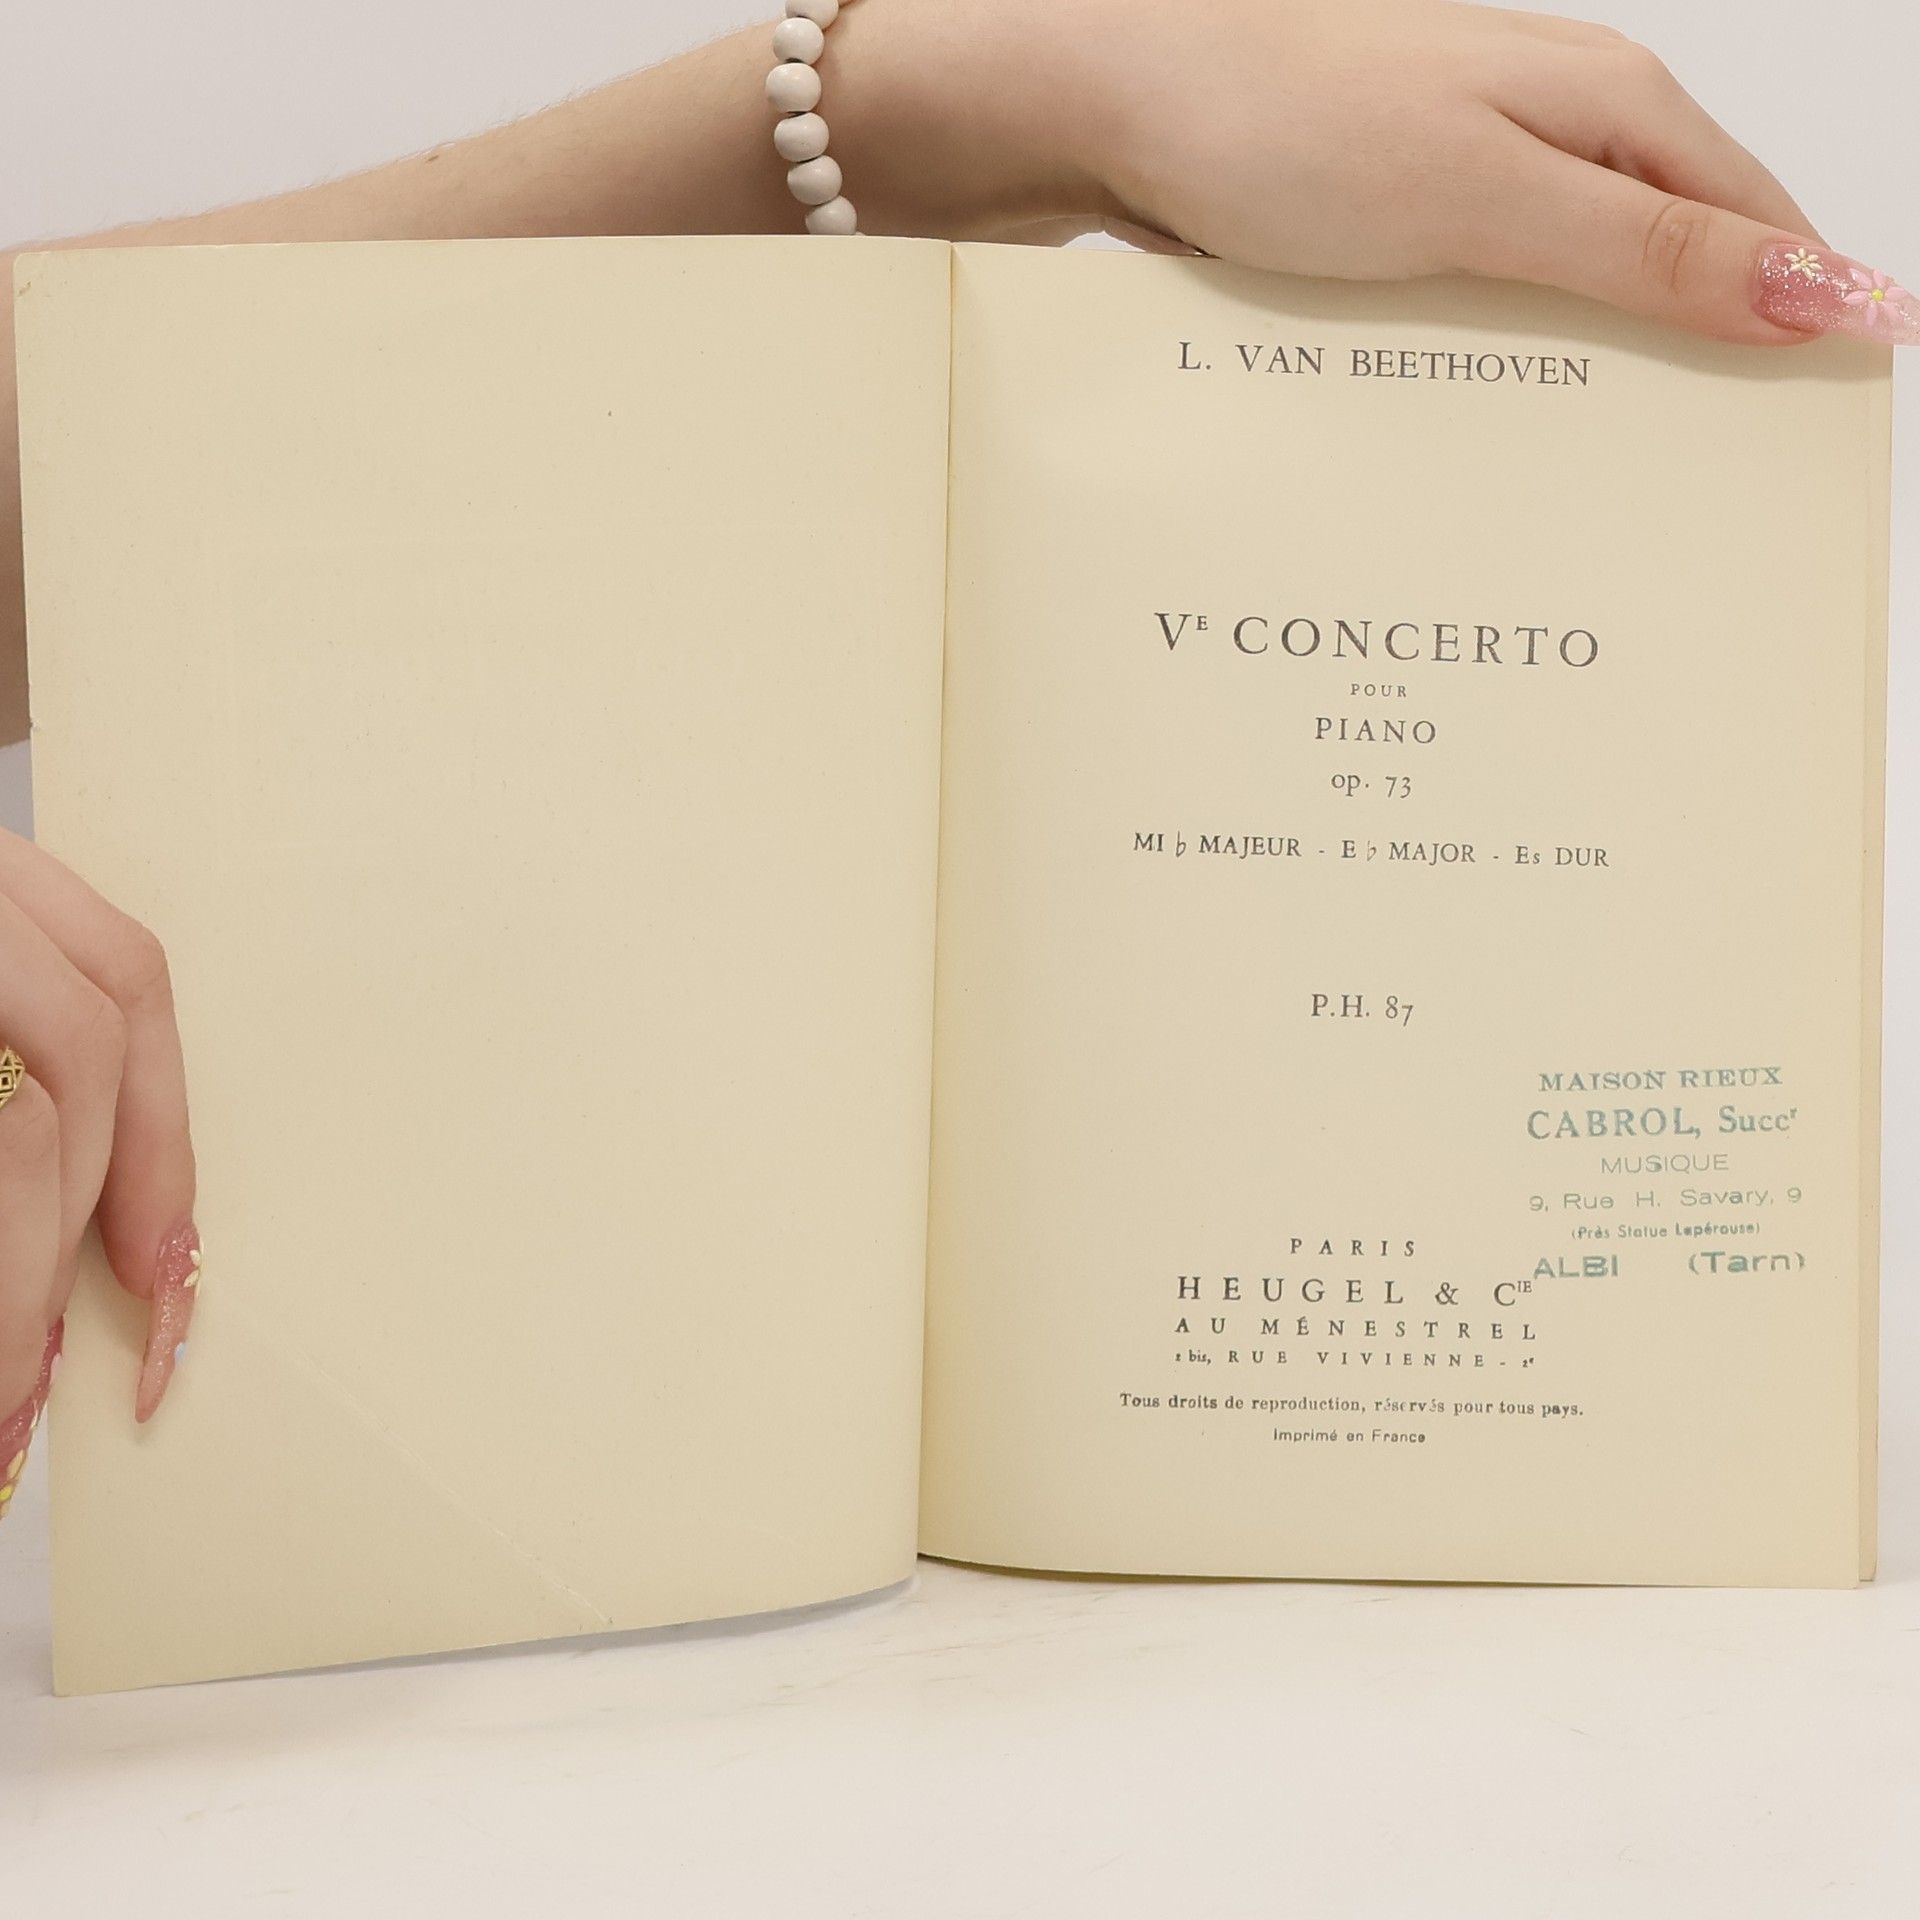 L. VAN BEETHOVEN
VE CONCERTO
POUR
PIANO
op. 73
MI ♭ MAJEUR - E ♭ MAJOR - Es DUR
P.H. 87
MAISON RIEUX
CABROL, Succr
MUSIQUE
9, Rue H. Savary, 9
(Près Statue Lapérouse)
ALBI (Tarn)
PARIS
HEUGEL & CIE
AU MÉNESTREL
2 bis, RUE VIVIENNE - 2e
Tous droits de reproduction, réservés pour tous pays.
Imprimé en France